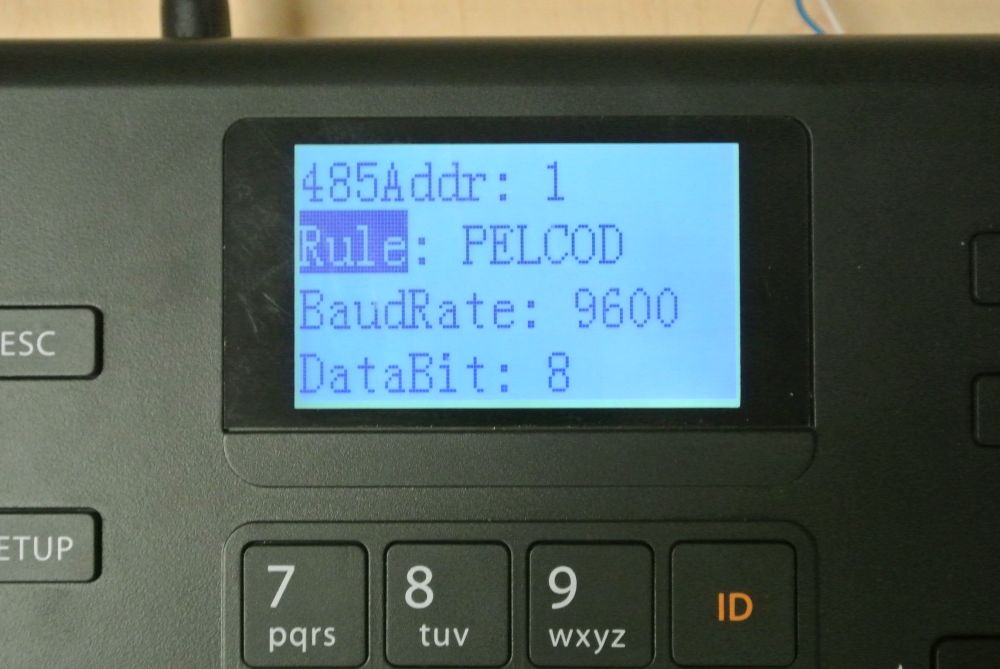 485Addr: 1
Rule: PELCOD
BaudRate: 9600
DataBit: 8
ESC
ETUP
7 8 9 ID
pqrs tuv wxyz